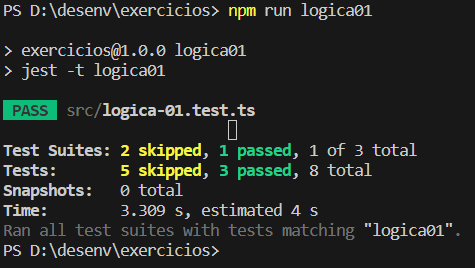 PS D:\desenv\exercicios> npm run logica01
> exercicios@1.0.0 logica01
> jest -t logica01
PASS src/logica-01.test.ts
Test Suites: 2 skipped, 1 passed, 1 of 3 total
Tests: 5 skipped, 3 passed, 8 total
Snapshots: 0 total
Time: 3.309 s, estimated 4 s
Ran all test suites with tests matching "logica01".
PS D:\desenv\exercicios>